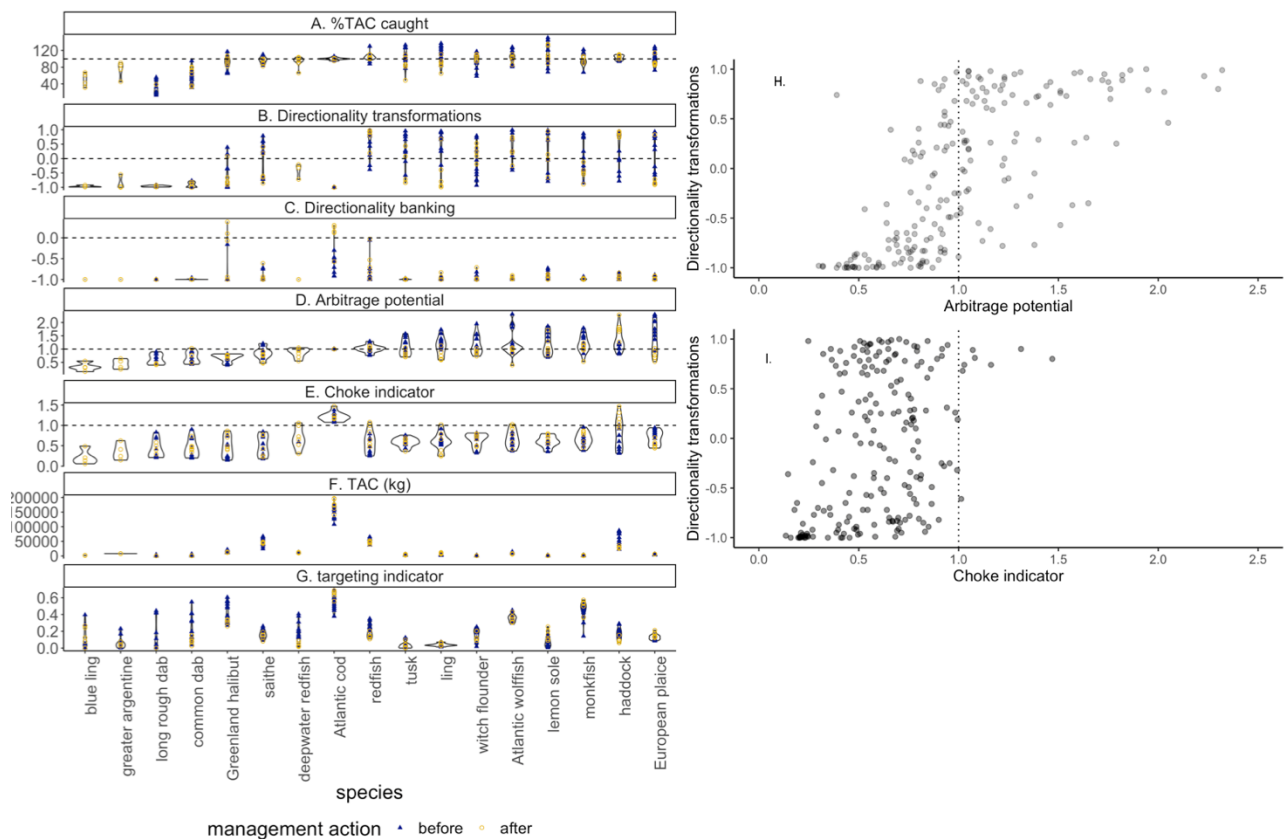 A. %TAC caught
120
80
40
B. Directionality transformations
1.0
0.5
0.0
-0.5
-1.0
C. Directionality banking
0.0
-0.5
-1.0
D. Arbitrage potential
2.0
1.5
1.0
0.5
E. Choke indicator
1.5
1.0
0.5
0.0
F. TAC (kg)
200000
150000
100000
50000
0
G. targeting indicator
0.6
0.4
0.2
0.0
blue ling
greater argentine
long rough dab
common dab
Greenland halibut
saithe
deepwater redfish
Atlantic cod
redfish
tusk
ling
witch flounder
Atlantic wolffish
lemon sole
monkfish
haddock
European plaice
species
management action before after
H.
Directionality transformations
1.0
0.5
0.0
-0.5
-1.0
0.0 0.5 1.0 1.5 2.0 2.5
Arbitrage potential
I.
Directionality transformations
1.0
0.5
0.0
-0.5
-1.0
0.0 0.5 1.0 1.5 2.0 2.5
Choke indicator